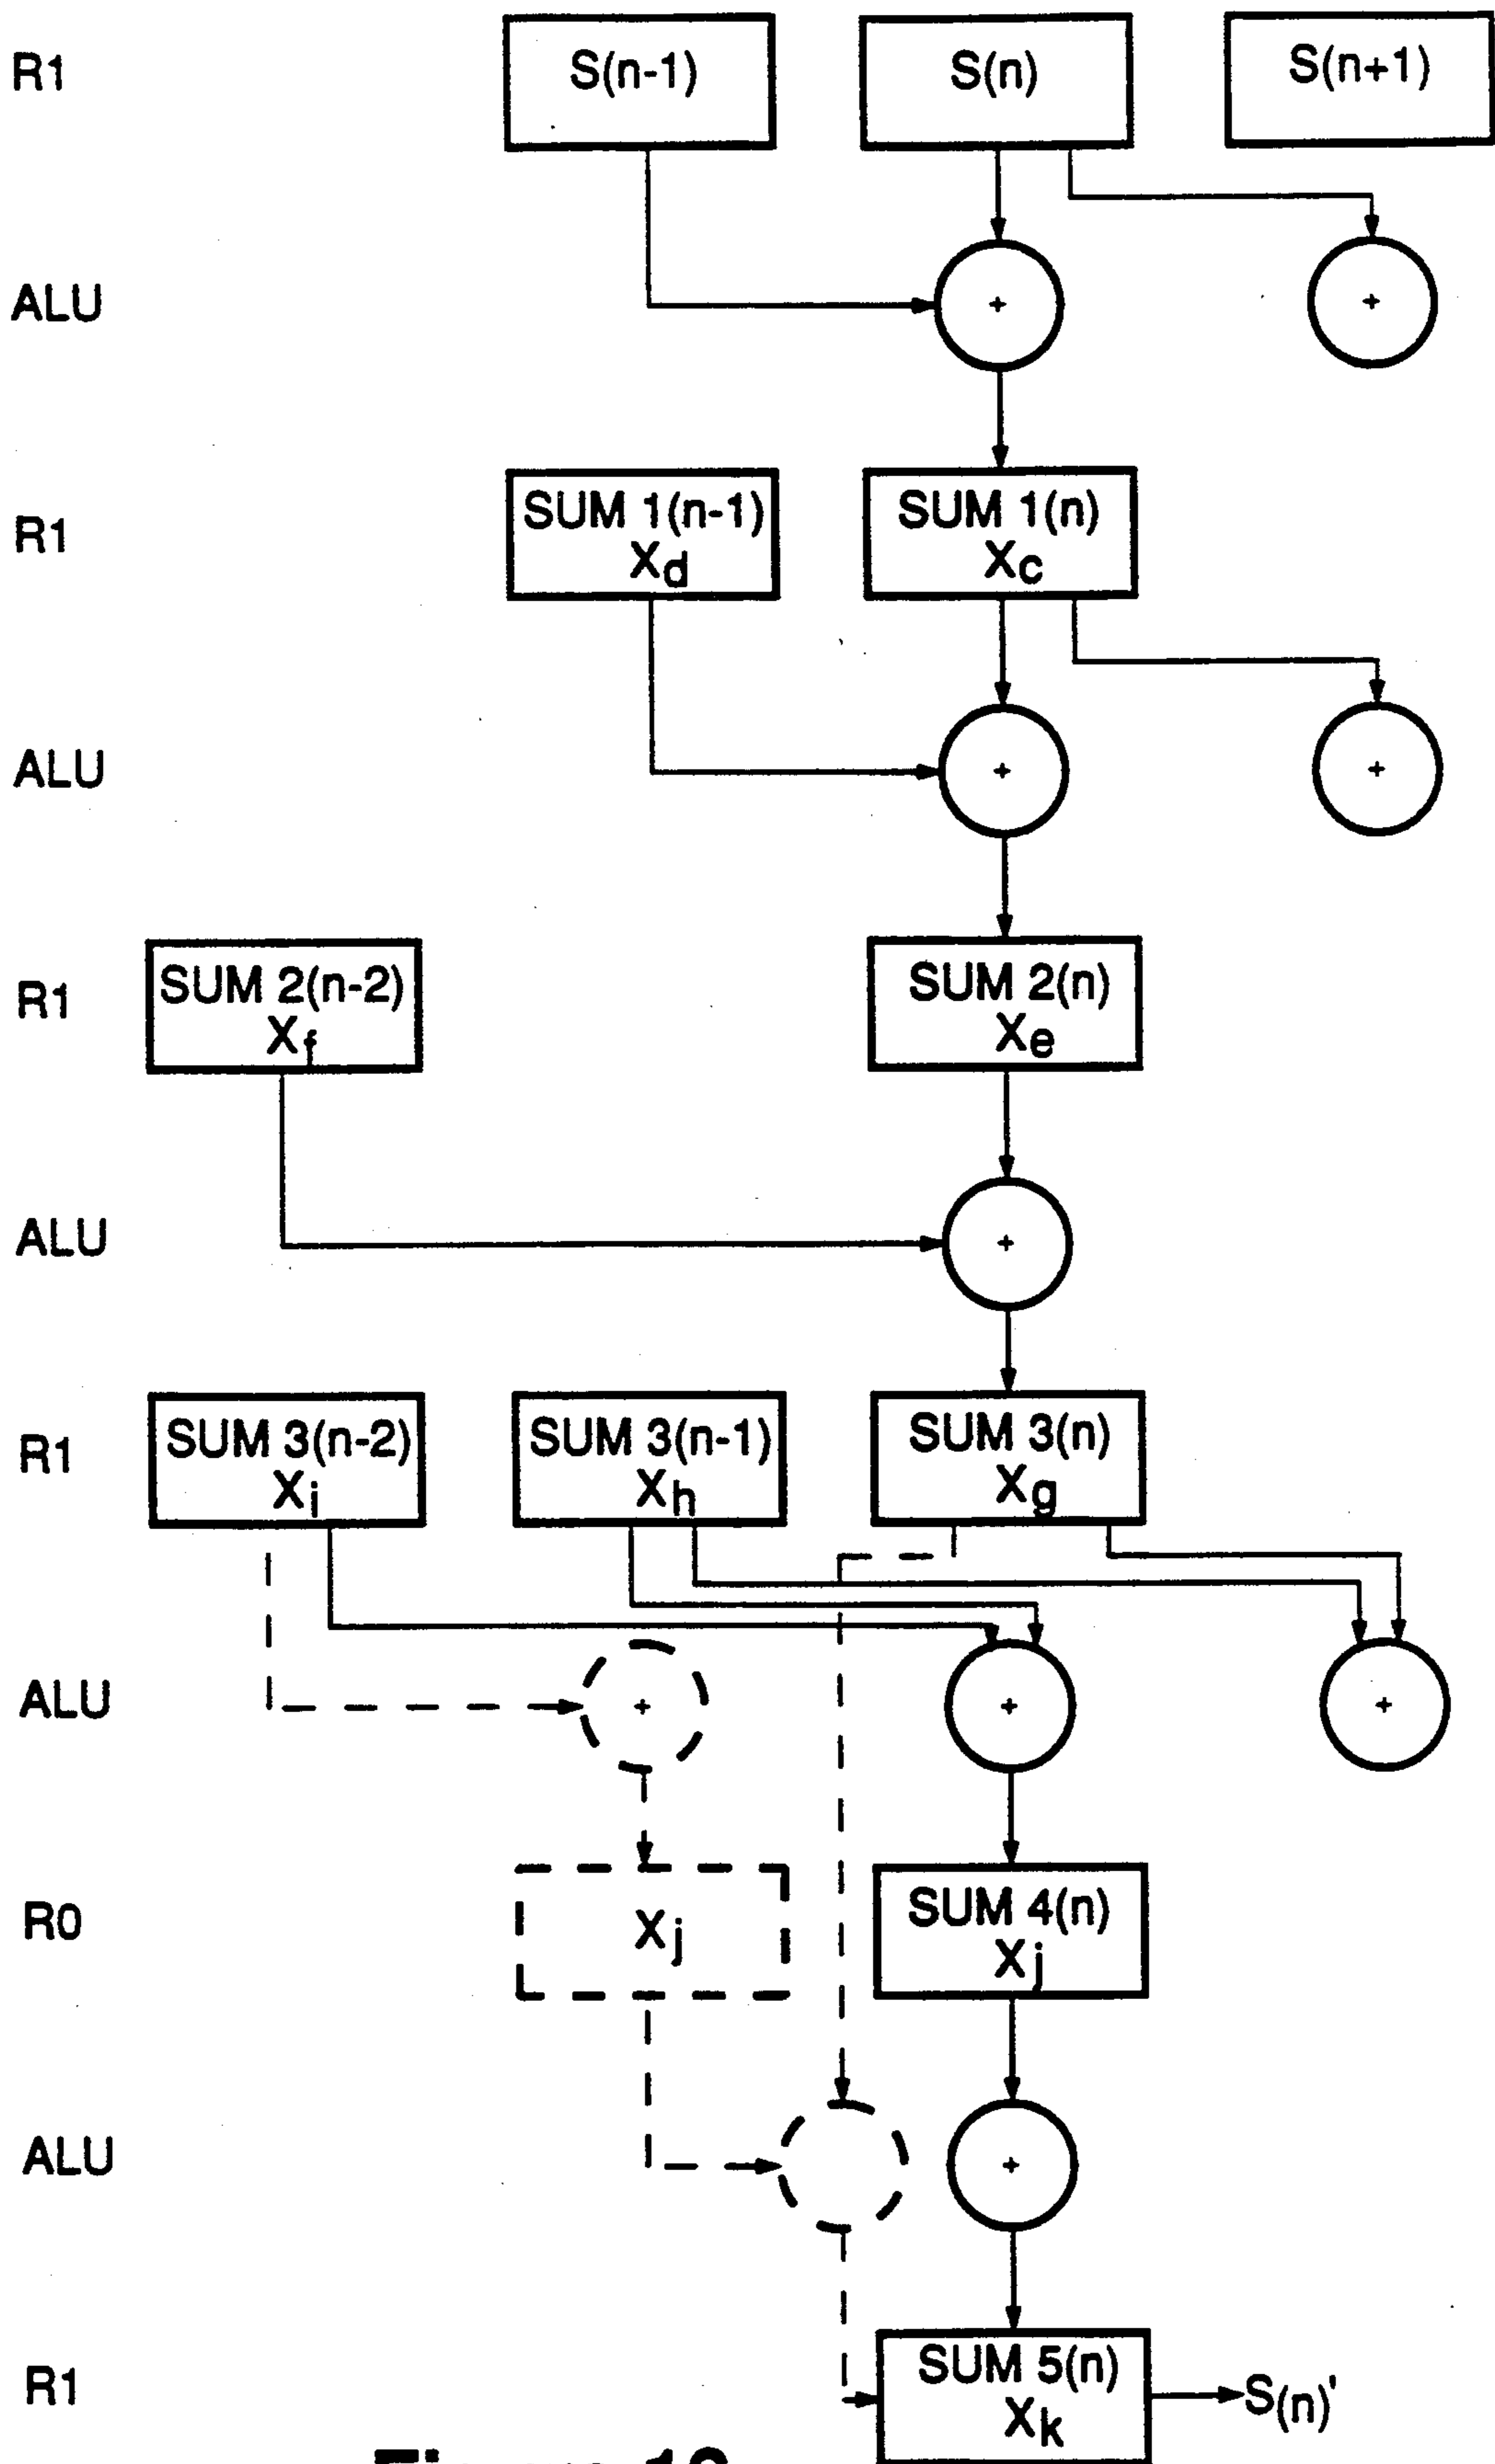 R1 S(n-1) S(n) S(n+1)
ALU + +
R1 SUM 1(n-1) SUM 1(n)
Xd Xc
ALU + +
R1 SUM 2(n-2) SUM 2(n)
Xf Xe
ALU +
R1 SUM 3(n-2) SUM 3(n-1) SUM 3(n)
Xi Xh Xg
ALU + + +
R0 Xj SUM 4(n)
Xj
ALU +
R1 SUM 5(n) S(n)'
Xk